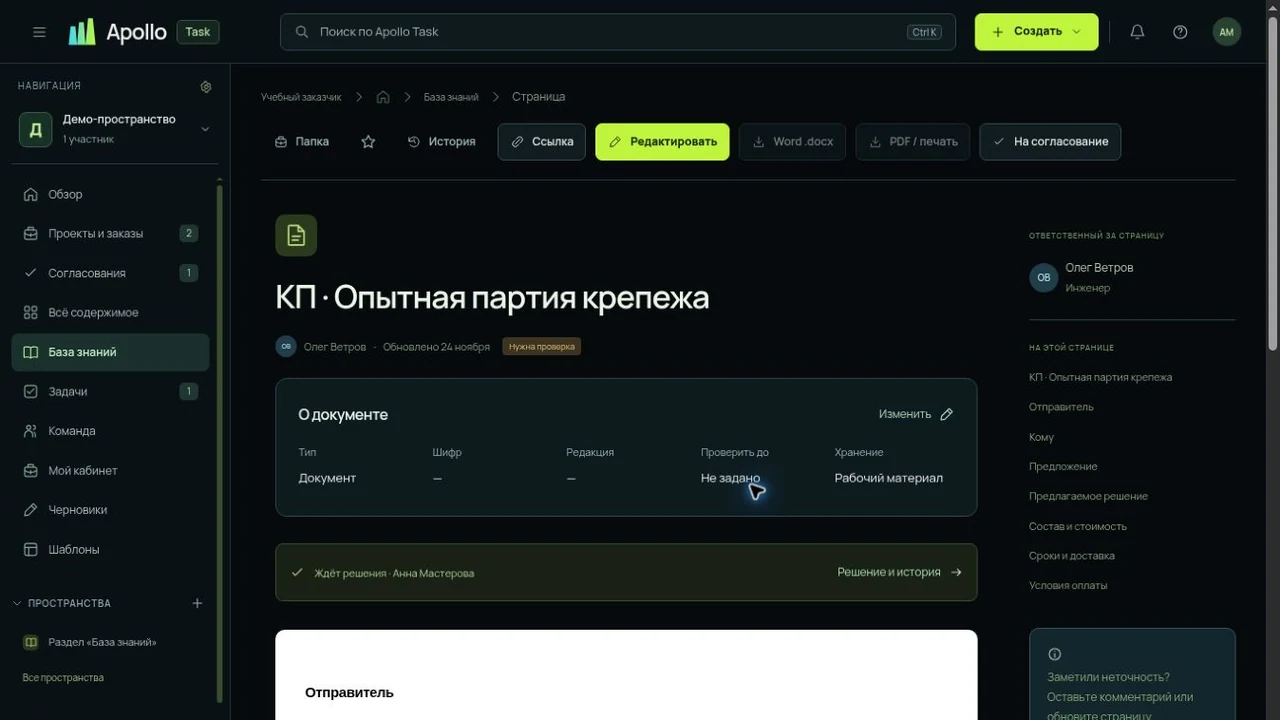 Apollo Task
Поиск по Apollo Task
Ctrl K
Создать
АМ
НАВИГАЦИЯ
Д
Демо-пространство
1 участник
Обзор
Проекты и заказы 2
Согласования 1
Всё содержимое
База знаний
Задачи 1
Команда
Мой кабинет
Черновики
Шаблоны
ПРОСТРАНСТВА
Раздел «База знаний»
Все пространства
Учебный заказчик
База знаний
Страница
Папка
История
Ссылка
Редактировать
Word .docx
PDF / печать
На согласование
КП · Опытная партия крепежа
ОВ Олег Ветров · Обновлено 24 ноября Нужна проверка
О документе
Изменить
Тип Шифр Редакция Проверить до Хранение
Документ — — Не задано Рабочий материал
Ждёт решения · Анна Мастерова
Решение и история
Отправитель
ОТВЕТСТВЕННЫЙ ЗА СТРАНИЦУ
ОВ
Олег Ветров
Инженер
НА ЭТОЙ СТРАНИЦЕ
КП · Опытная партия крепежа
Отправитель
Кому
Предложение
Предлагаемое решение
Состав и стоимость
Сроки и доставка
Условия оплаты
Заметили неточность?
Оставьте комментарий или
обновите страницу